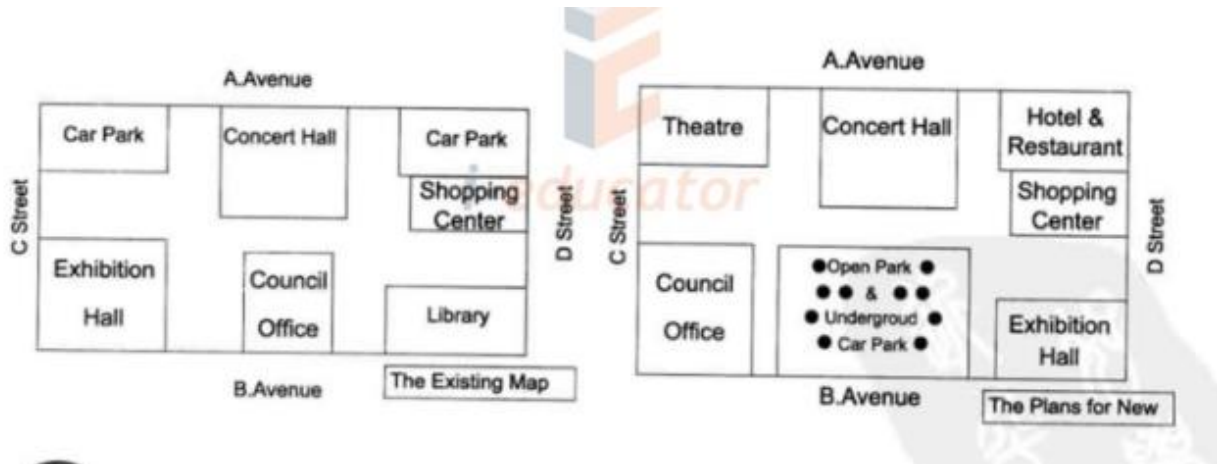 A.Avenue
Car Park
Concert Hall
Car Park
Shopping
Center
C Street
D Street
Exhibition
Hall
Council
Office
Library
B.Avenue
The Existing Map
A.Avenue
Theatre
Concert Hall
Hotel &
Restaurant
Shopping
Center
C Street
D Street
Council
Office
Open Park
&
Undergroud
Car Park
Exhibition
Hall
B.Avenue
The Plans for New
i educator